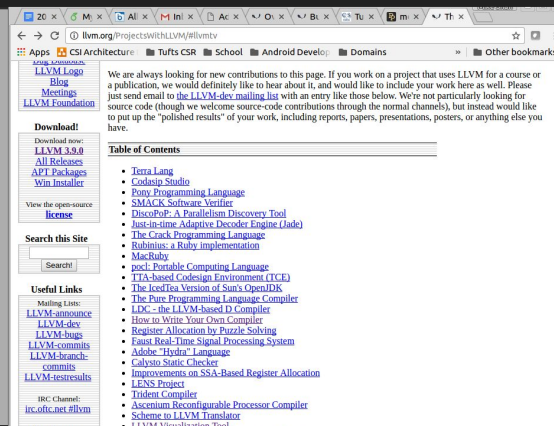 20 × M × All × M In × Ac × O × Bu × Tu × m × Th ×
llvm.org/ProjectsWithLLVM/#llvmtv
Apps CSI Architecture Tufts CSR School Android Develop Domains » Other bookmarks
Bug Database
LLVM Logo
Blog
Meetings
LLVM Foundation
Download!
Download now:
LLVM 3.9.0
All Releases
APT Packages
Win Installer
View the open-source
license
Search this Site
Search!
Useful Links
Mailing Lists:
LLVM-announce
LLVM-dev
LLVM-bugs
LLVM-commits
LLVM-branch-
commits
LLVM-testresults
IRC Channel:
irc.oftc.net #llvm
We are always looking for new contributions to this page. If you work on a project that uses LLVM for a course or
a publication, we would definitely like to hear about it, and would like to include your work here as well. Please
just send email to the LLVM-dev mailing list with an entry like those below. We're not particularly looking for
source code (though we welcome source-code contributions through the normal channels), but instead would like
to put up the "polished results" of your work, including reports, papers, presentations, posters, or anything else you
have.
Table of Contents
• Terra Lang
• Codasip Studio
• Pony Programming Language
• SMACK Software Verifier
• DiscoPoP: A Parallelism Discovery Tool
• Just-in-time Adaptive Decoder Engine (Jade)
• The Crack Programming Language
• Rubinius: a Ruby implementation
• MacRuby
• pocl: Portable Computing Language
• TTA-based Codesign Environment (TCE)
• The IcedTea Version of Sun's OpenJDK
• The Pure Programming Language Compiler
• LDC - the LLVM-based D Compiler
• How to Write Your Own Compiler
• Register Allocation by Puzzle Solving
• Faust Real-Time Signal Processing System
• Adobe "Hydra" Language
• Calysto Static Checker
• Improvements on SSA-Based Register Allocation
• LENS Project
• Trident Compiler
• Ascenium Reconfigurable Processor Compiler
• Scheme to LLVM Translator
• LLVM Visualization Tool